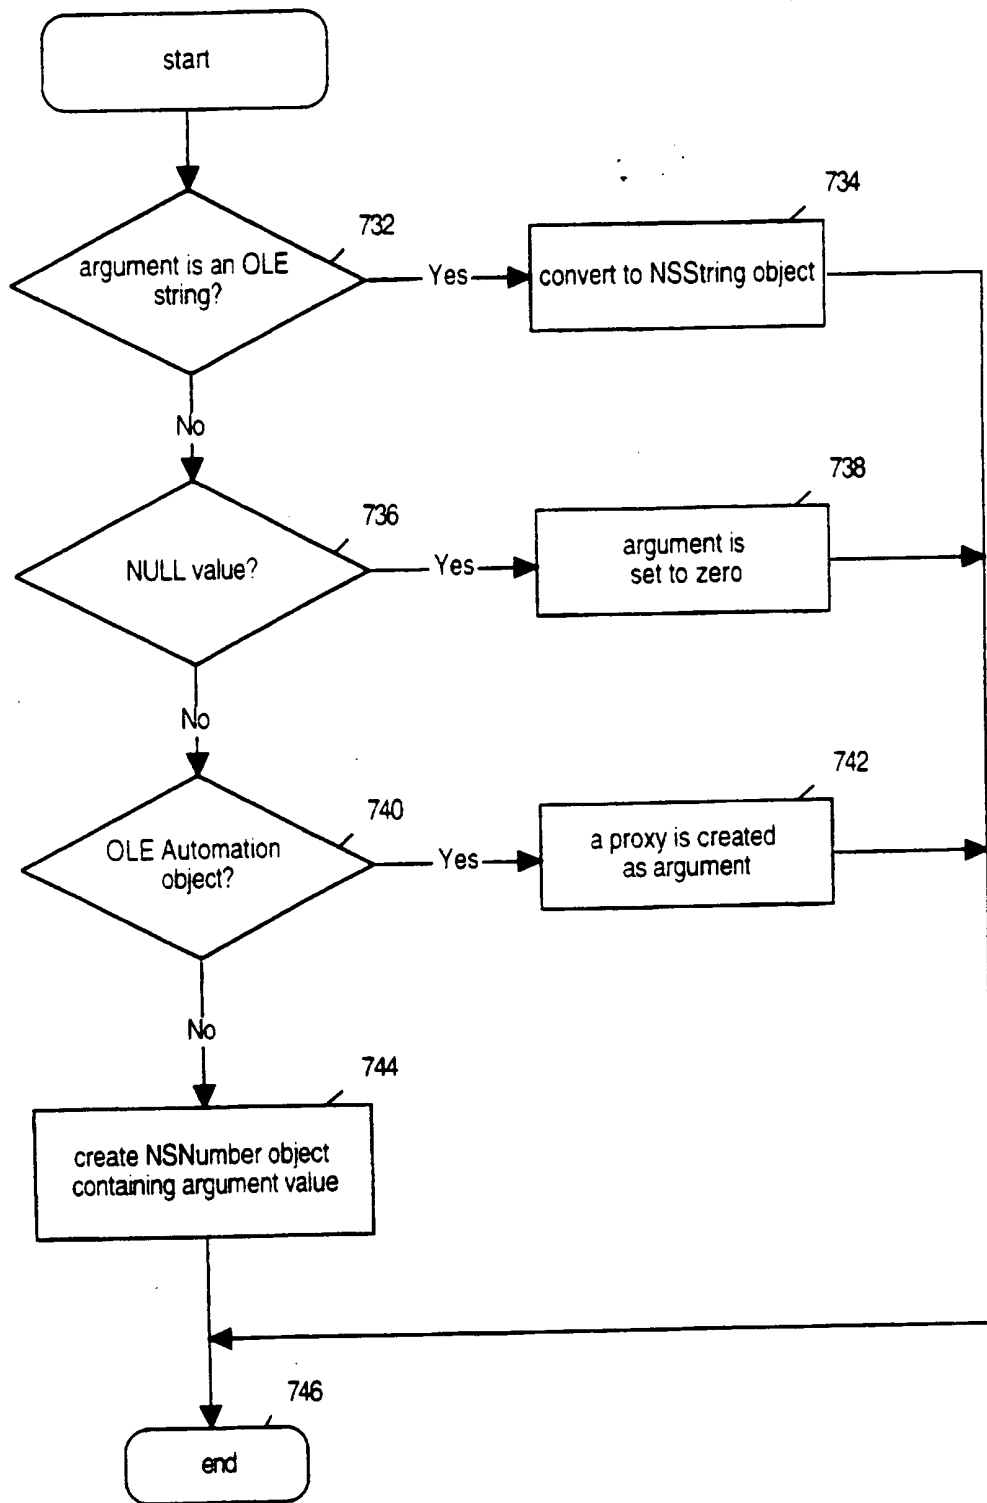 start
732
argument is an OLE
string?
Yes
734
convert to NSString object
No
736
NULL value?
Yes
738
argument is
set to zero
No
740
OLE Automation
object?
Yes
742
a proxy is created
as argument
No
744
create NSNumber object
containing argument value
746
end